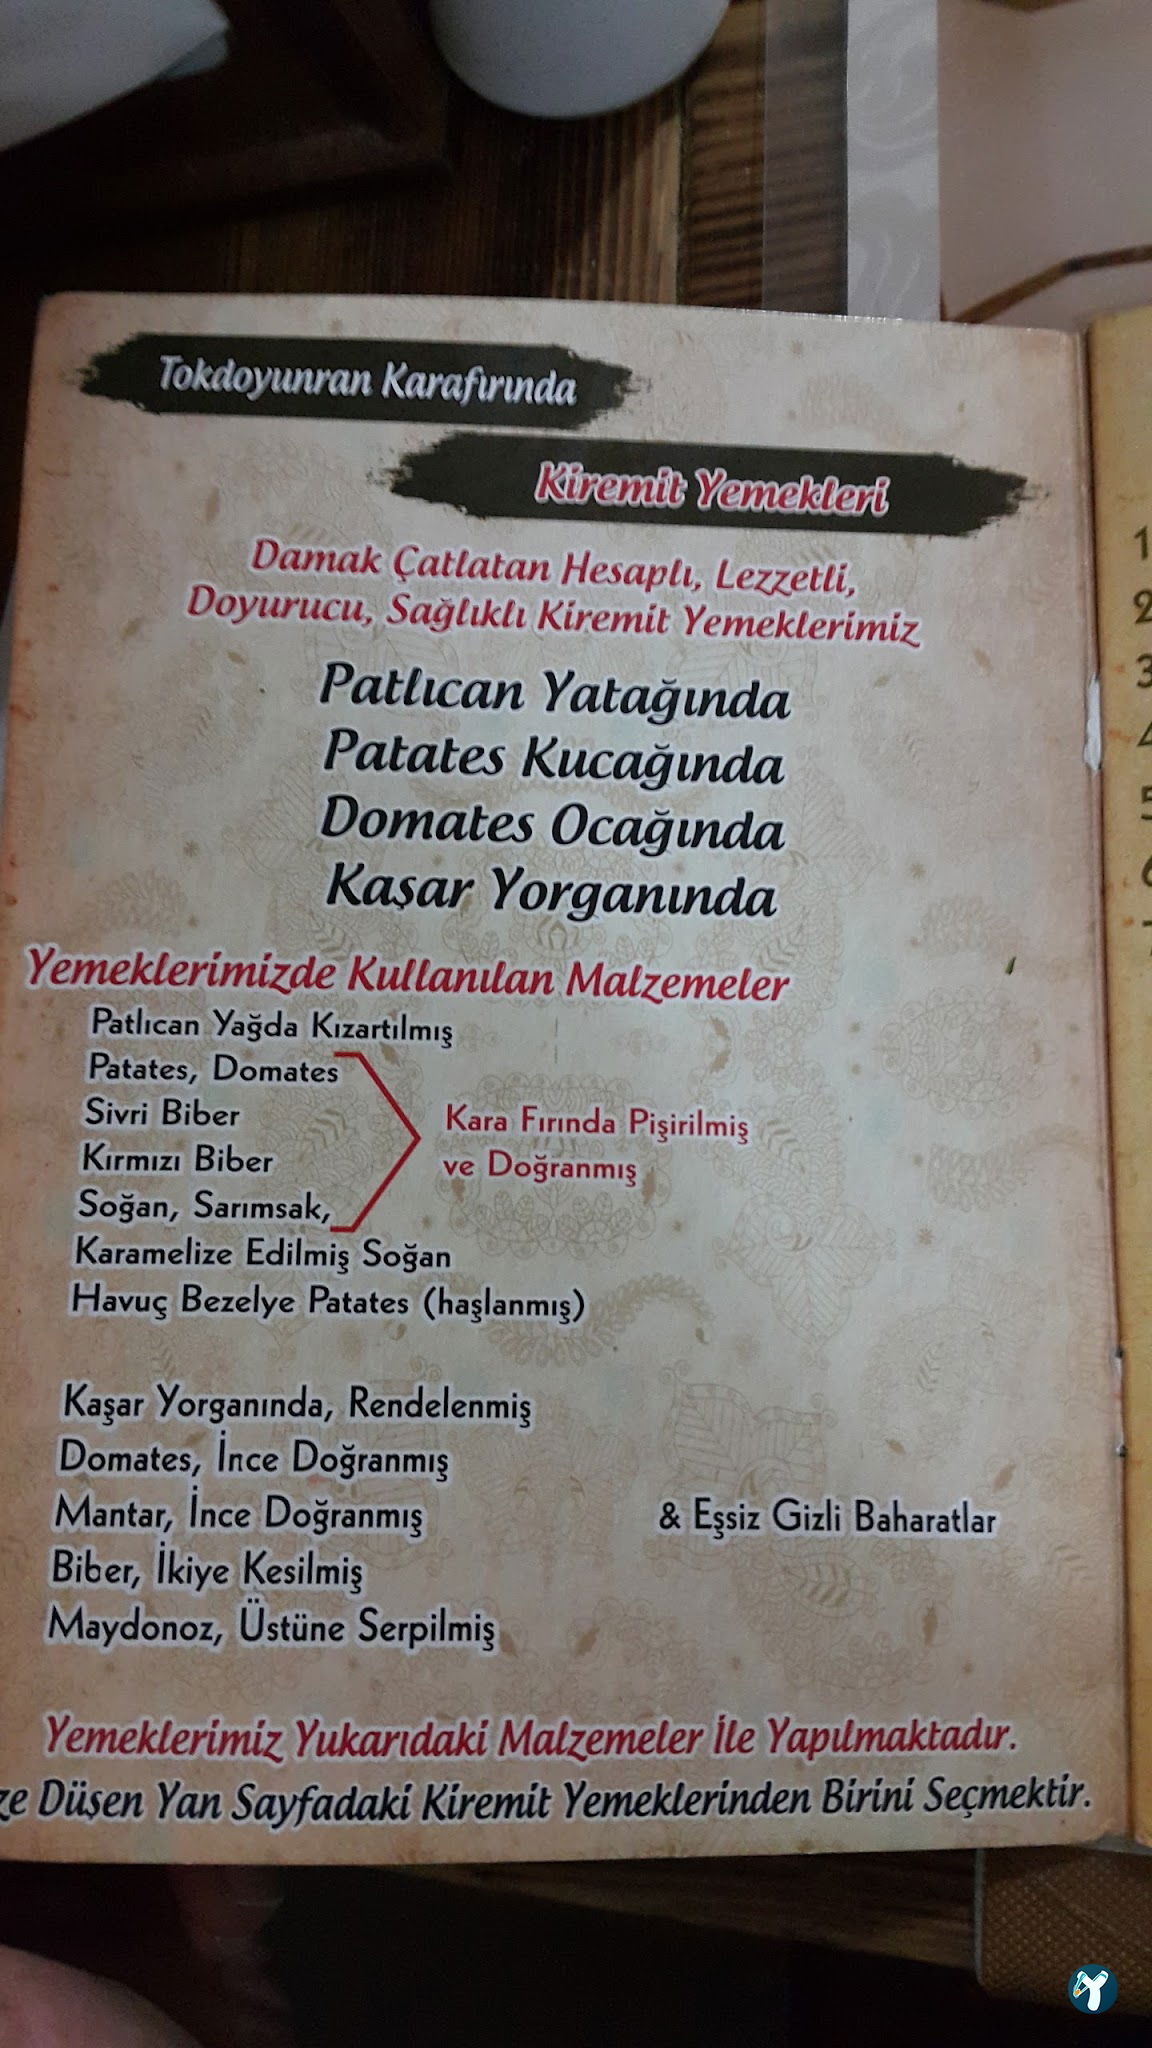 Tokdoyunran Karafırında
Kiremit Yemekleri
Damak Çatlatan Hesaplı, Lezzetli,
Doyurucu, Sağlıklı Kiremit Yemeklerimiz
Patlıcan Yatağında
Patates Kucağında
Domates Ocağında
Kaşar Yorganında
Yemeklerimizde Kullanılan Malzemeler
Patlıcan Yağda Kızartılmış
Patates, Domates
Sivri Biber
Kırmızı Biber
Soğan, Sarımsak,
Kara Fırında Pişirilmiş
ve Doğranmış
Karamelize Edilmiş Soğan
Havuç Bezelye Patates (haşlanmış)
Kaşar Yorganında, Rendelenmiş
Domates, İnce Doğranmış
Mantar, İnce Doğranmış
& Eşsiz Gizli Baharatlar
Biber, İkiye Kesilmiş
Maydonoz, Üstüne Serpilmiş
Yemeklerimiz Yukarıdaki Malzemeler İle Yapılmaktadır.
ze Düşen Yan Sayfadaki Kiremit Yemeklerinden Birini Seçmektir.
1
2
3
Y